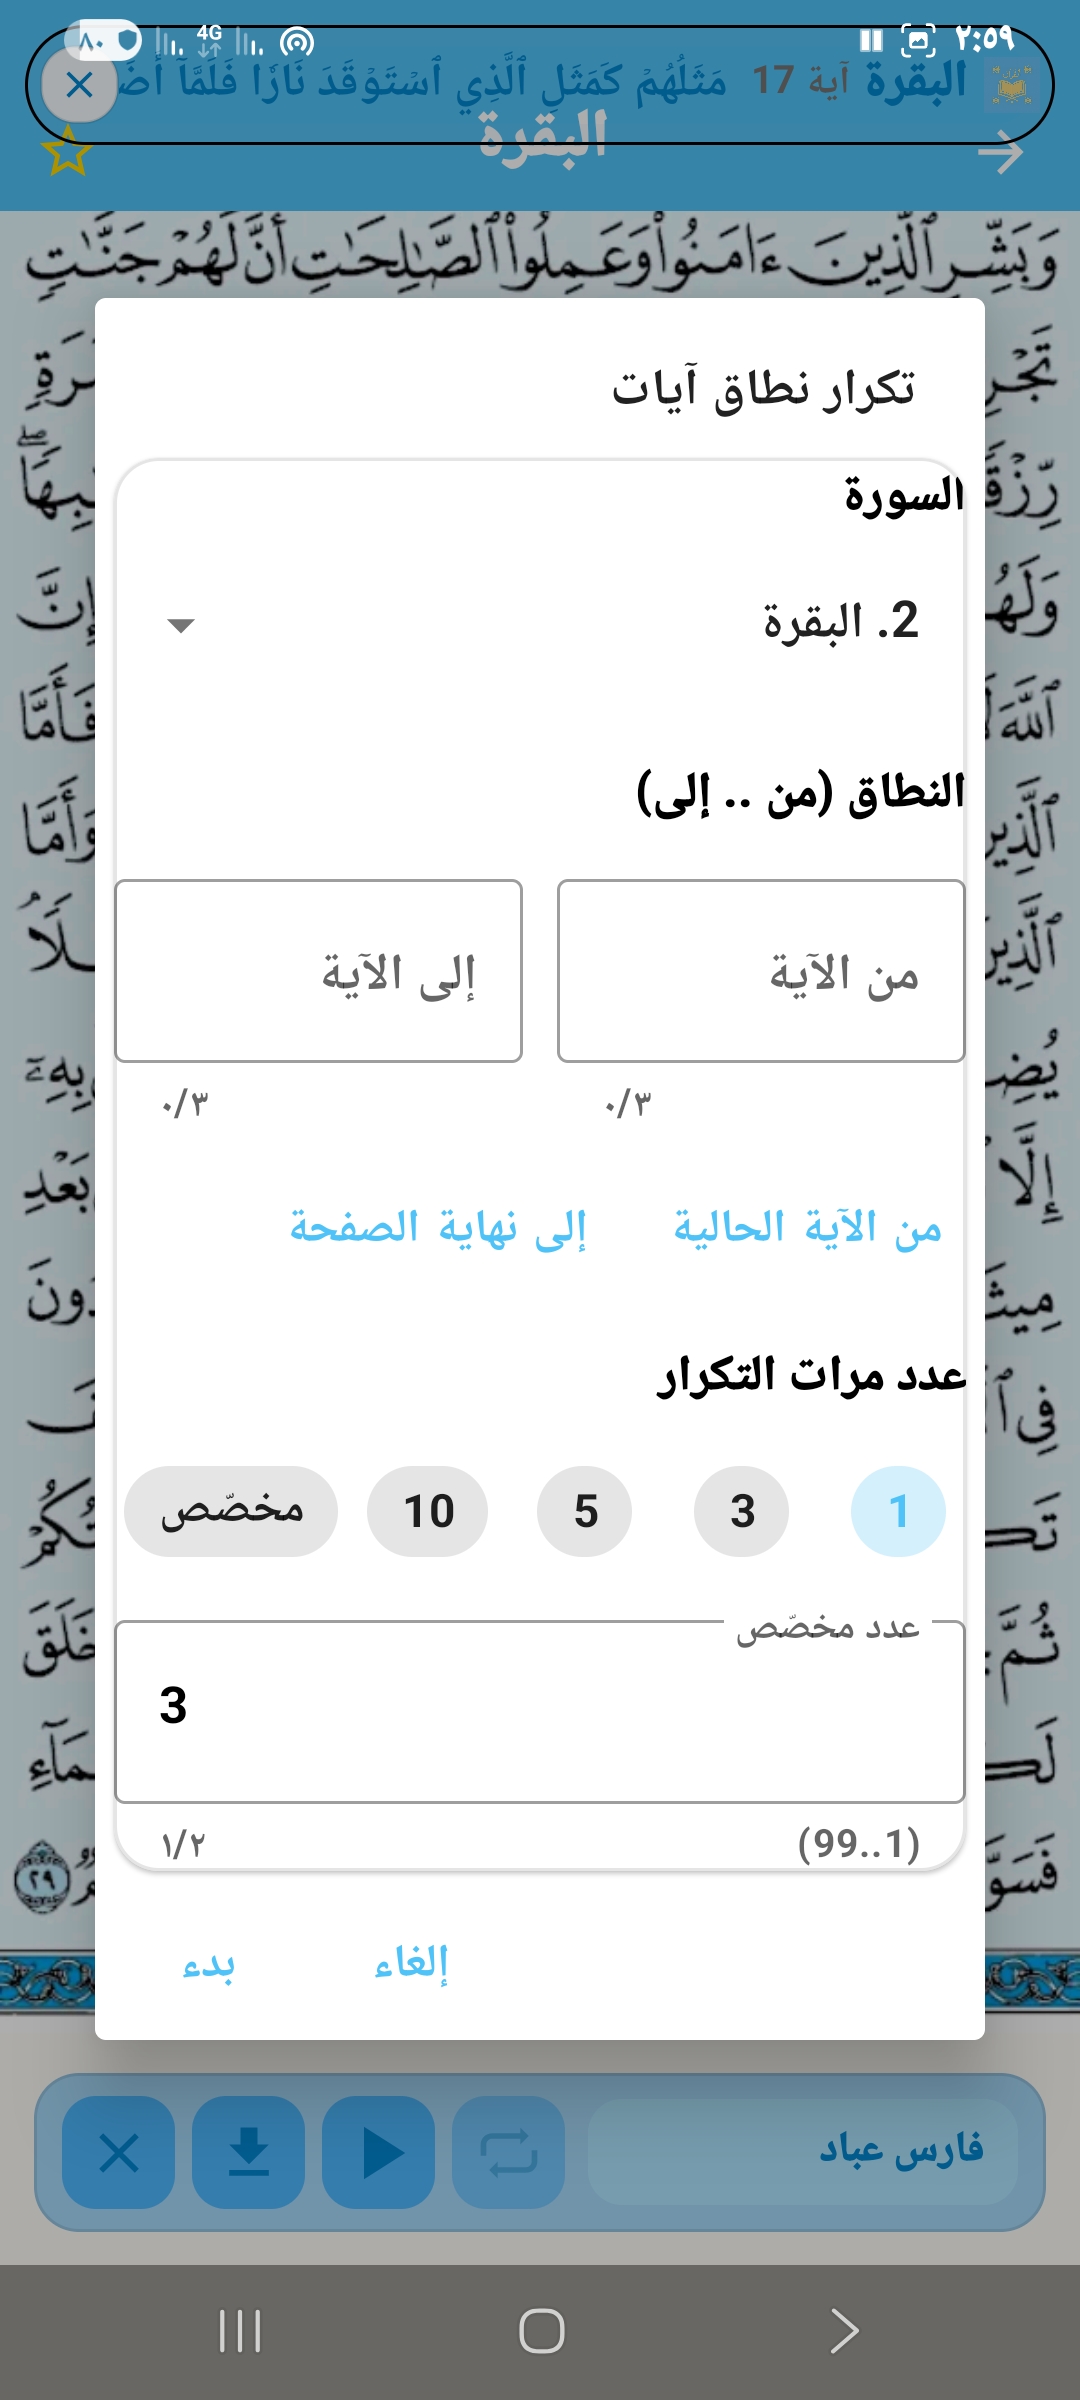 ٨٠ 4G ٢:٥٩
البقرة آية 17 مَثَلُهُمْ كَمَثَلِ ٱلَّذِي ٱسْتَوْقَدَ نَارًا فَلَمَّآ أَضَ
البقرة
وَبَشِّرِ ٱلَّذِينَ ءَامَنُوا۟ وَعَمِلُوا۟ ٱلصَّـٰلِحَـٰتِ أَنَّ لَهُمْ جَنَّـٰتٍ
تكرار نطاق آيات
السورة
2. البقرة
النطاق (من .. إلى)
من الآية
إلى الآية
٠/٣
٠/٣
من الآية الحالية
إلى نهاية الصفحة
عدد مرات التكرار
1 3 5 10 مخصّص
عدد مخصّص
3
(1..99)
١/٢
إلغاء
بدء
٢٩
فارس عباد